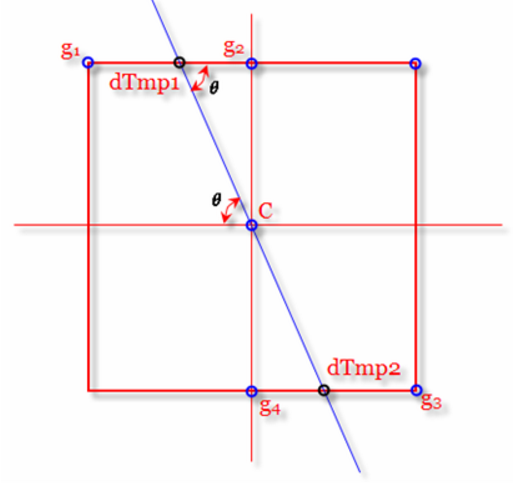 g₁
g₂
dTmp1
θ
θ
C
dTmp2
g₄
g₃